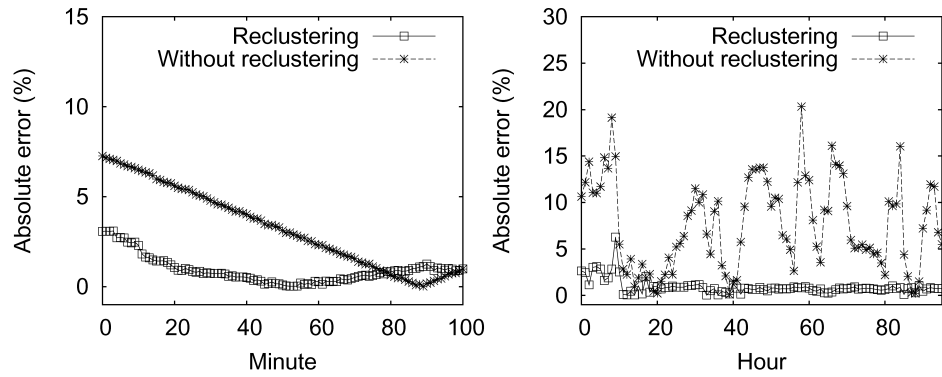 Absolute error (%)
15
10
5
0
Reclustering
Without reclustering
0 20 40 60 80 100
Minute
Absolute error (%)
30
25
20
15
10
5
0
Reclustering
Without reclustering
0 20 40 60 80
Hour